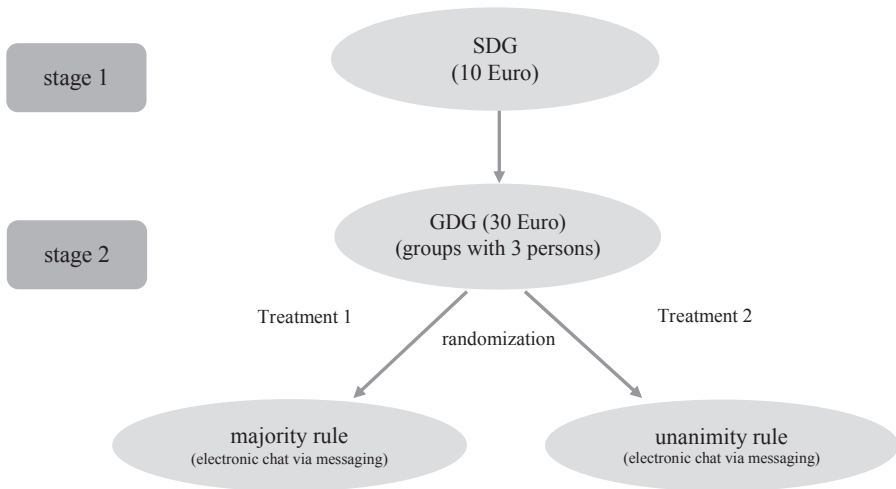 stage 1
SDG
(10 Euro)
stage 2
GDG (30 Euro)
(groups with 3 persons)
Treatment 1
randomization
Treatment 2
majority rule
(electronic chat via messaging)
unanimity rule
(electronic chat via messaging)